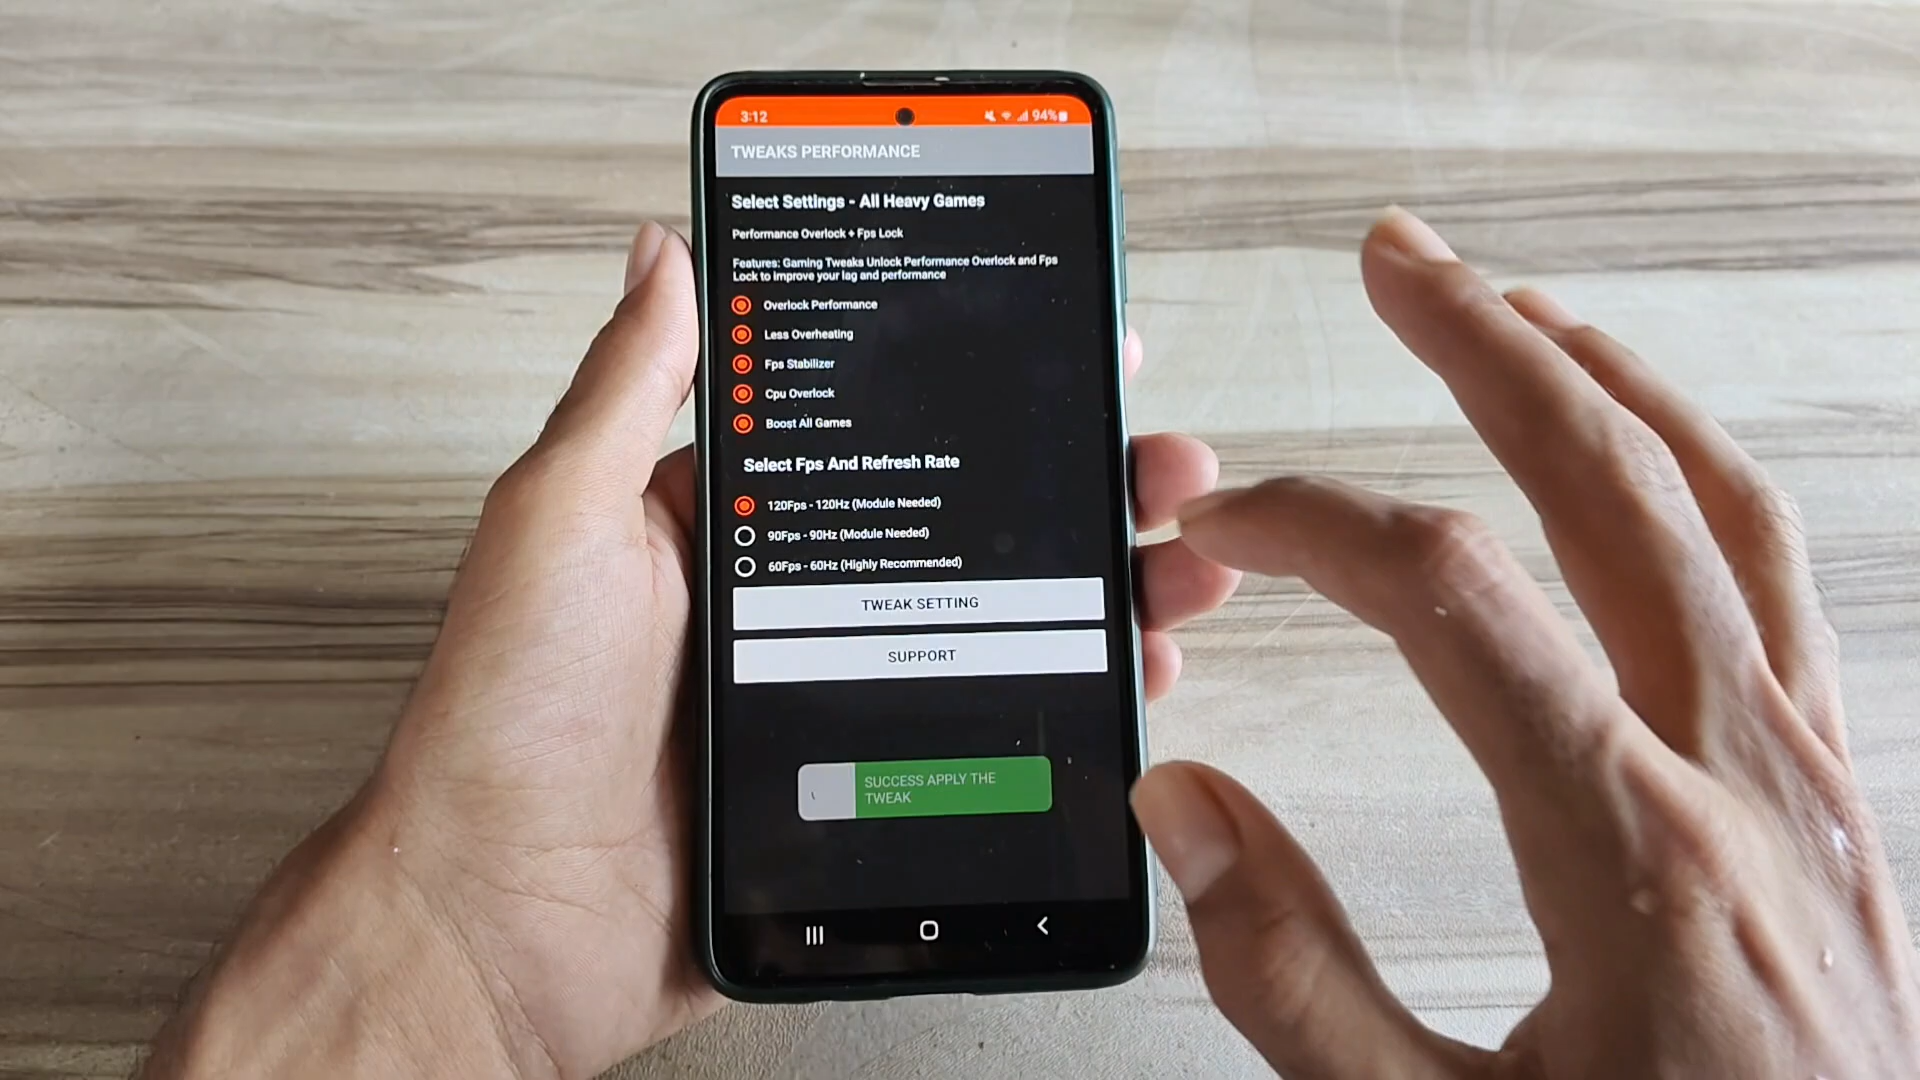 3:12 94%
TWEAKS PERFORMANCE
Select Settings - All Heavy Games
Performance Overlock + Fps Lock
Features: Gaming Tweaks Unlock Performance Overlock and Fps
Lock to improve your lag and performance
Overlock Performance
Less Overheating
Fps Stabilizer
Cpu Overlock
Boost All Games
Select Fps And Refresh Rate
120Fps - 120Hz (Module Needed)
90Fps - 90Hz (Module Needed)
60Fps - 60Hz (Highly Recommended)
TWEAK SETTING
SUPPORT
SUCCESS APPLY THE
TWEAK